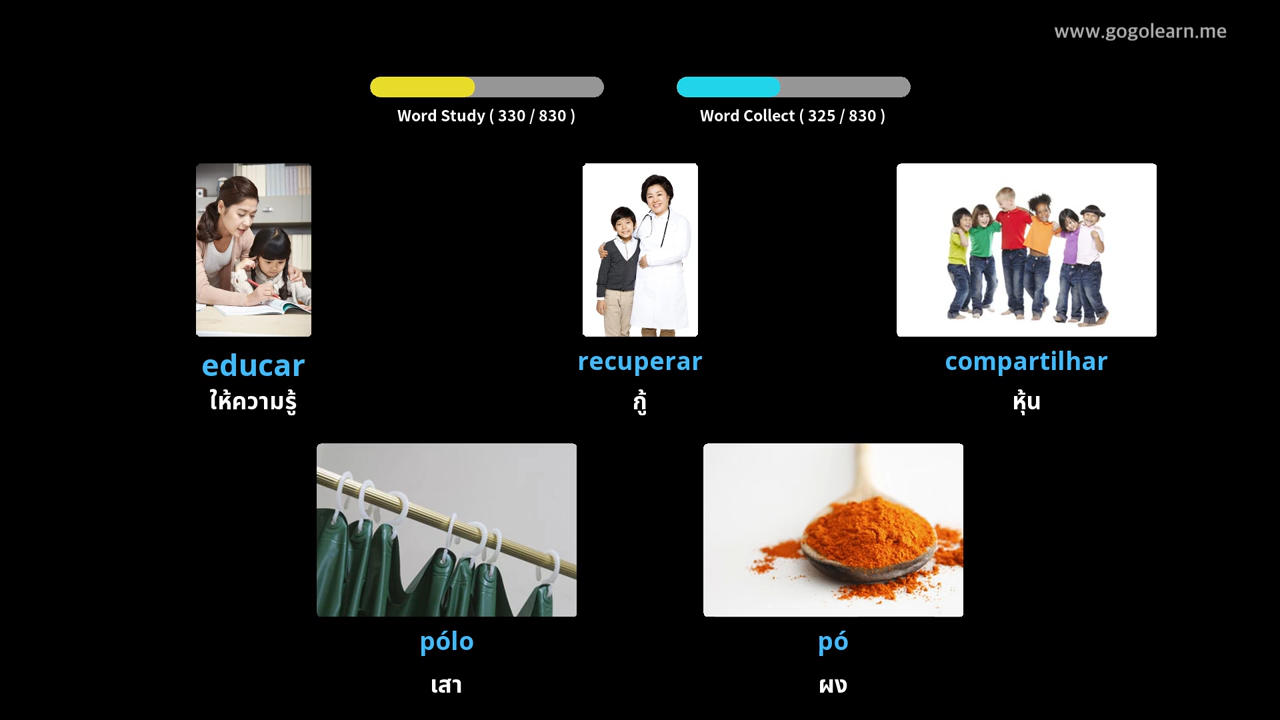 www.gogolearn.me
Word Study ( 330 / 830 )
Word Collect ( 325 / 830 )
educar
ให้ความรู้
recuperar
กู้
compartilhar
หุ้น
pólo
เสา
pó
ผง